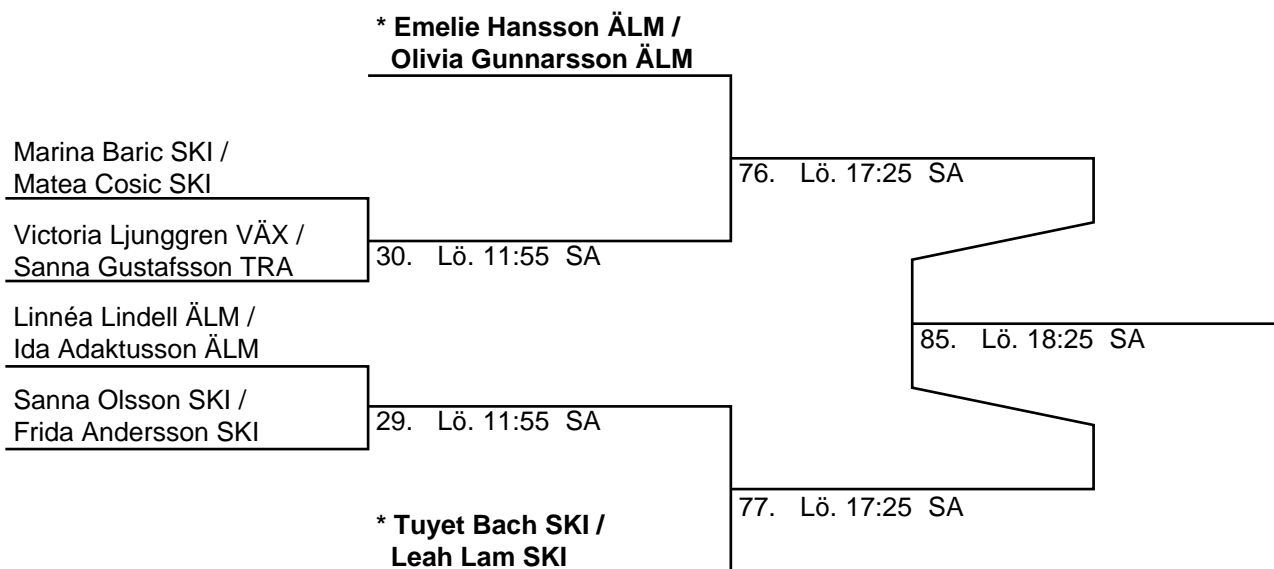 * Emelie Hansson ÄLM /
Olivia Gunnarsson ÄLM
Marina Baric SKI /
Matea Cosic SKI
76. Lö. 17:25 SA
Victoria Ljunggren VÄX /
Sanna Gustafsson TRA
30. Lö. 11:55 SA
Linnéa Lindell ÄLM /
Ida Adaktusson ÄLM
85. Lö. 18:25 SA
Sanna Olsson SKI /
Frida Andersson SKI
29. Lö. 11:55 SA
77. Lö. 17:25 SA
* Tuyet Bach SKI /
Leah Lam SKI